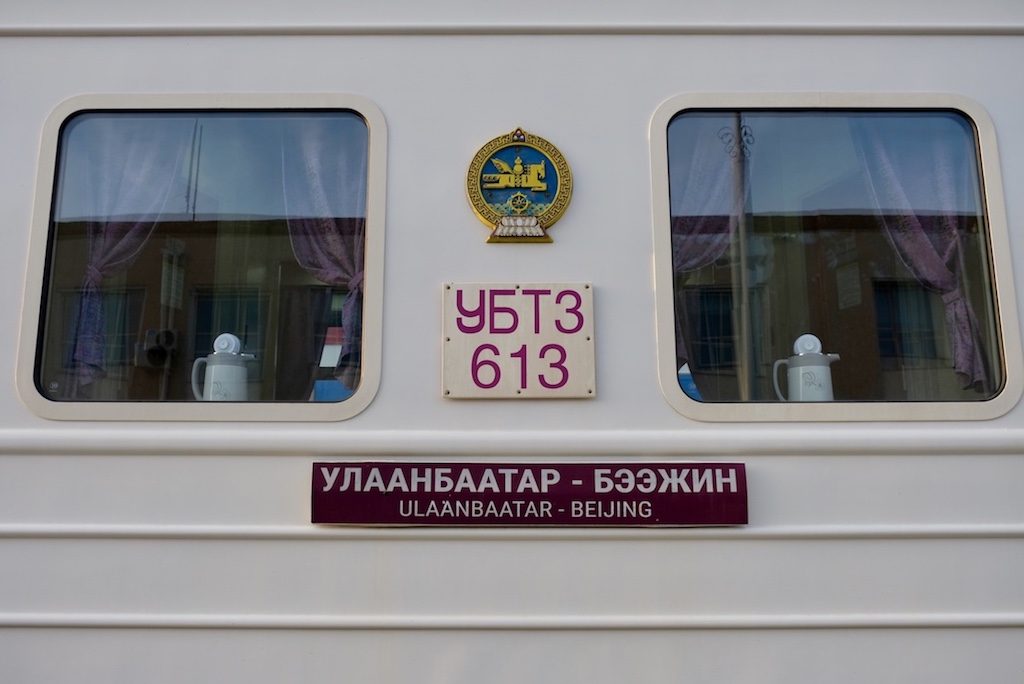 УБТЗ
613
УЛААНБААТАР - БЭЭЖИН
ULAANBAATAR - BEIJING